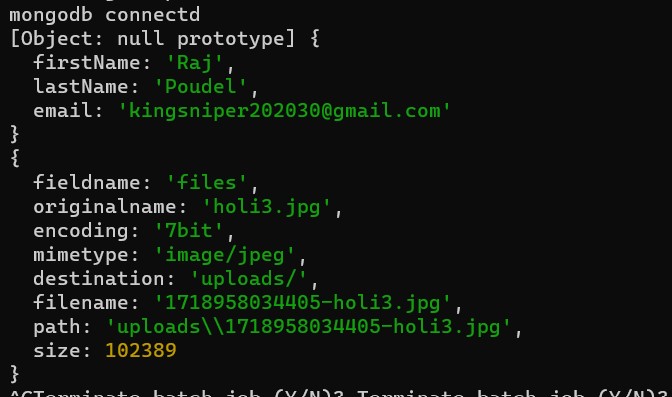 mongodb connectd
[Object: null prototype] {
  firstName: 'Raj',
  lastName: 'Poudel',
  email: 'kingsniper202030@gmail.com'
}
{
  fieldname: 'files',
  originalname: 'holi3.jpg',
  encoding: '7bit',
  mimetype: 'image/jpeg',
  destination: 'uploads/',
  filename: '1718958034405-holi3.jpg',
  path: 'uploads\\1718958034405-holi3.jpg',
  size: 102389
}
^CTerminate batch job (Y/N)? Terminate batch job (Y/N)?